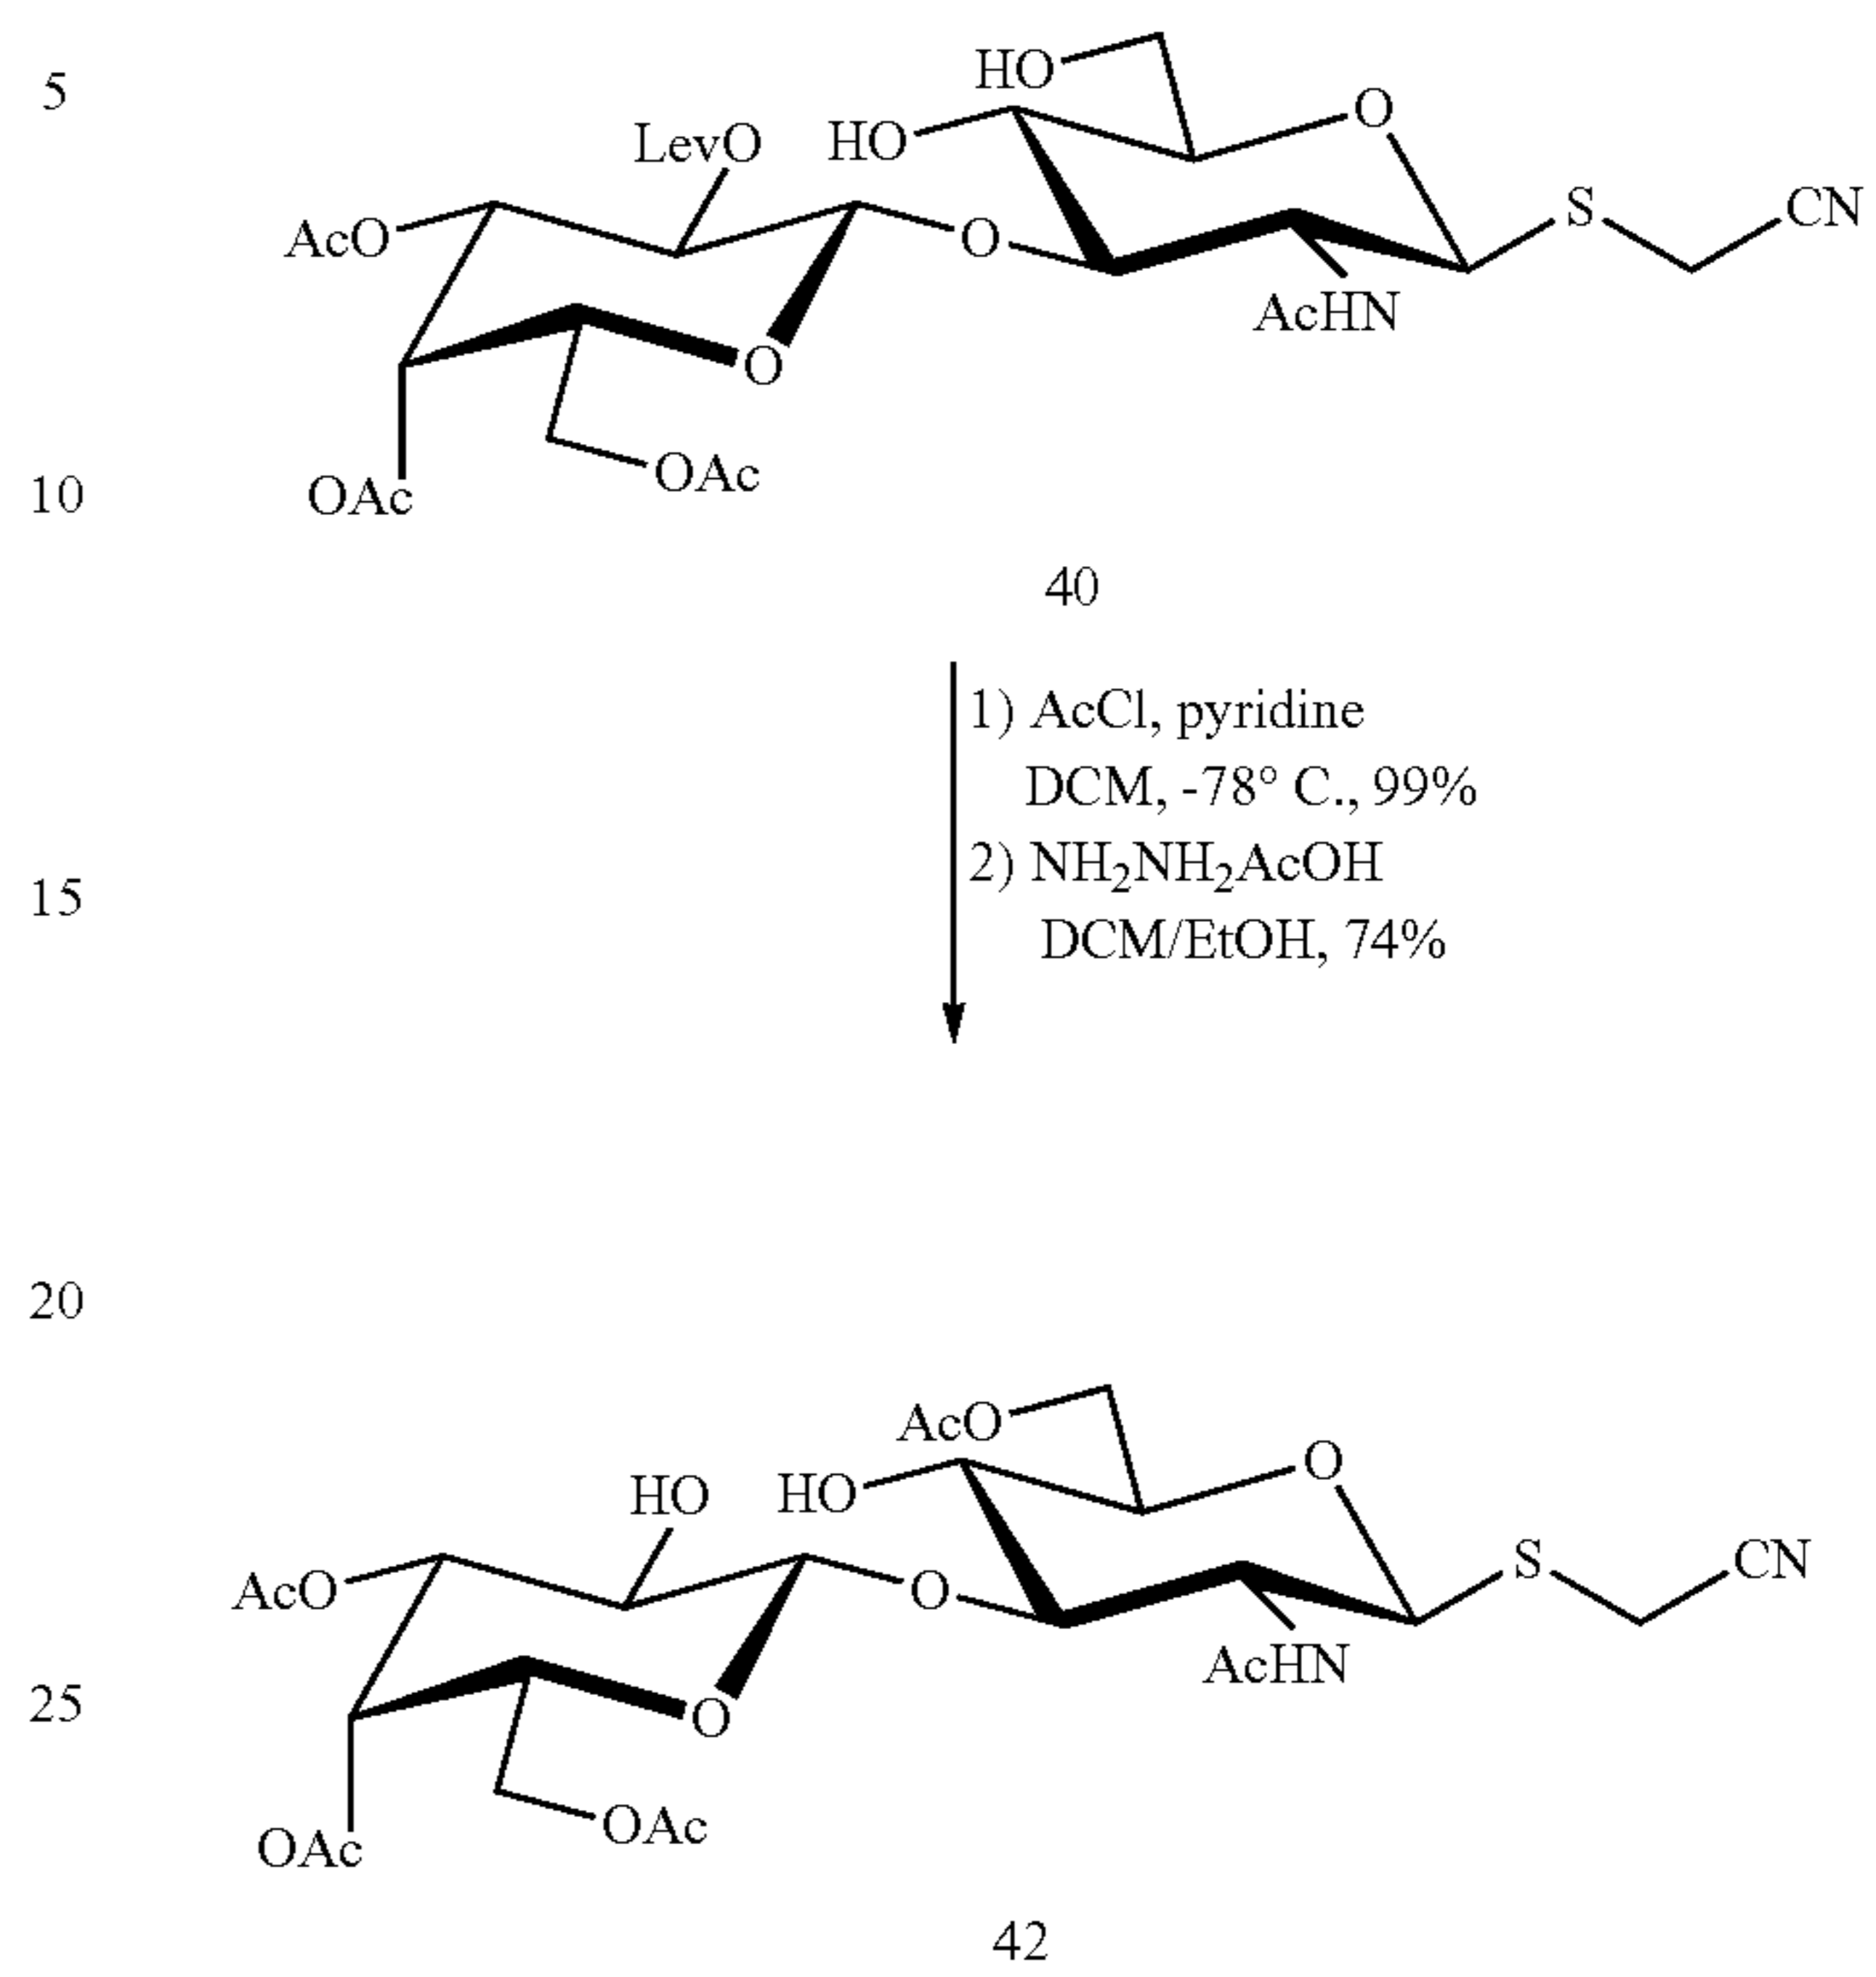 5
HO
O
LevO
HO
S
CN
AcO
O
AcHN
O
OAc
10
OAc
40
1) AcCl, pyridine
DCM, -78° C., 99%
2) NH₂NH₂AcOH
15
DCM/EtOH, 74%
20
AcO
O
HO
HO
S
CN
AcO
O
AcHN
25
O
OAc
OAc
42